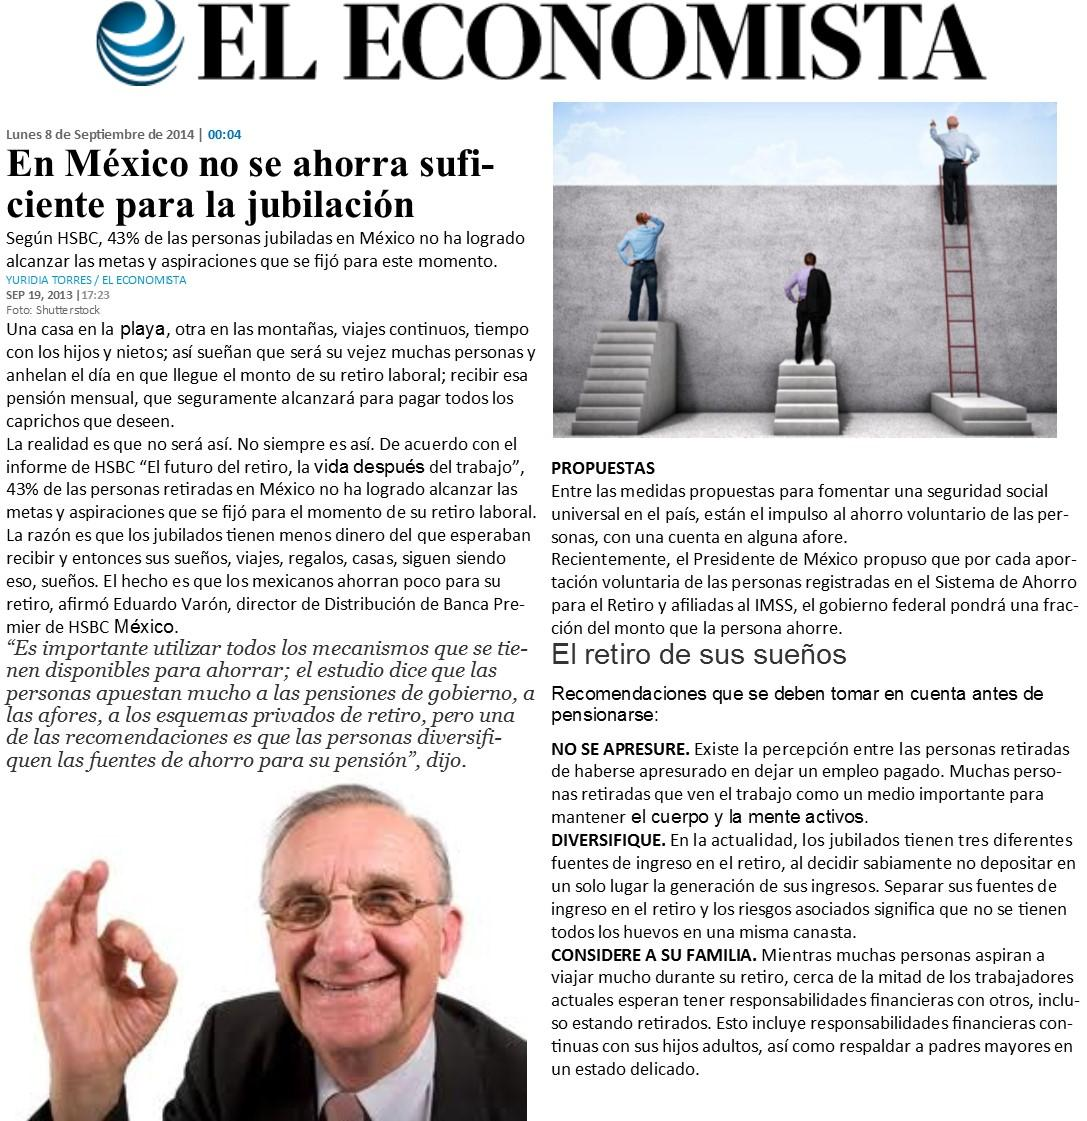 EL ECONOMISTA
Lunes 8 de Septiembre de 2014 | 00:04
En México no se ahorra sufi-
ciente para la jubilación
Según HSBC, 43% de las personas jubiladas en México no ha logrado
alcanzar las metas y aspiraciones que se fijó para este momento.
YURIDIA TORRES / EL ECONOMISTA
SEP 19, 2013 |17:23
Foto: Shutterstock
Una casa en la playa, otra en las montañas, viajes continuos, tiempo
con los hijos y nietos; así sueñan que será su vejez muchas personas y
anhelan el día en que llegue el monto de su retiro laboral; recibir esa
pensión mensual, que seguramente alcanzará para pagar todos los
caprichos que deseen.
La realidad es que no será así. No siempre es así. De acuerdo con el
informe de HSBC “El futuro del retiro, la vida después del trabajo”,
43% de las personas retiradas en México no ha logrado alcanzar las
metas y aspiraciones que se fijó para el momento de su retiro laboral.
La razón es que los jubilados tienen menos dinero del que esperaban
recibir y entonces sus sueños, viajes, regalos, casas, siguen siendo
eso, sueños. El hecho es que los mexicanos ahorran poco para su
retiro, afirmó Eduardo Varón, director de Distribución de Banca Pre-
mier de HSBC México.
“Es importante utilizar todos los mecanismos que se tie-
nen disponibles para ahorrar; el estudio dice que las
personas apuestan mucho a las pensiones de gobierno, a
las afores, a los esquemas privados de retiro, pero una
de las recomendaciones es que las personas diversifi-
quen las fuentes de ahorro para su pensión”, dijo.
PROPUESTAS
Entre las medidas propuestas para fomentar una seguridad social
universal en el país, están el impulso al ahorro voluntario de las per-
sonas, con una cuenta en alguna afore.
Recientemente, el Presidente de México propuso que por cada apor-
tación voluntaria de las personas registradas en el Sistema de Ahorro
para el Retiro y afiliadas al IMSS, el gobierno federal pondrá una frac-
ción del monto que la persona ahorre.
El retiro de sus sueños
Recomendaciones que se deben tomar en cuenta antes de
pensionarse:
NO SE APRESURE. Existe la percepción entre las personas retiradas
de haberse apresurado en dejar un empleo pagado. Muchas perso-
nas retiradas que ven el trabajo como un medio importante para
mantener el cuerpo y la mente activos.
DIVERSIFIQUE. En la actualidad, los jubilados tienen tres diferentes
fuentes de ingreso en el retiro, al decidir sabiamente no depositar en
un solo lugar la generación de sus ingresos. Separar sus fuentes de
ingreso en el retiro y los riesgos asociados significa que no se tienen
todos los huevos en una misma canasta.
CONSIDERE A SU FAMILIA. Mientras muchas personas aspiran a
viajar mucho durante su retiro, cerca de la mitad de los trabajadores
actuales esperan tener responsabilidades financieras con otros, inclu-
so estando retirados. Esto incluye responsabilidades financieras con-
tinuas con sus hijos adultos, así como respaldar a padres mayores en
un estado delicado.